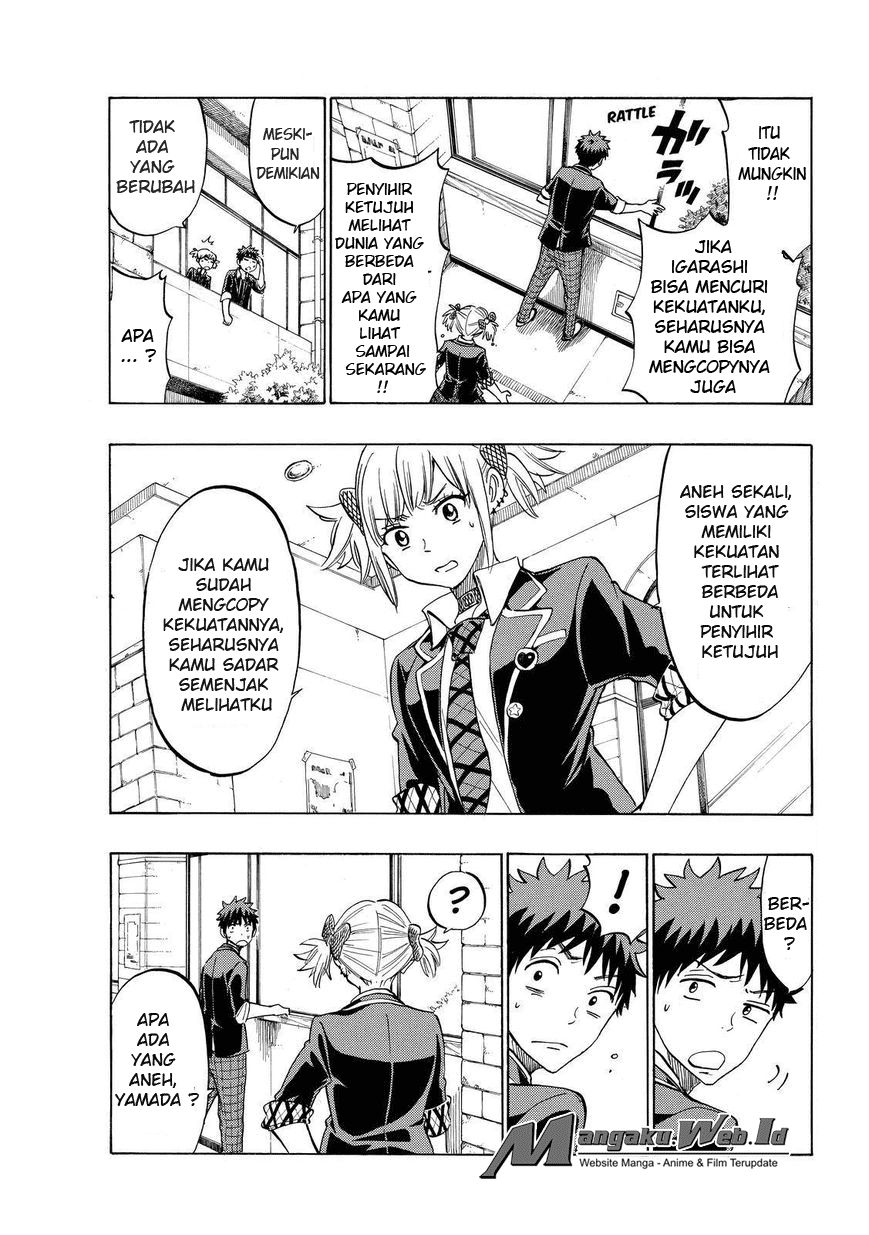 ITU
TIDAK
MUNGKIN
!!
RATTLE
ガラッ
JIKA
IGARASHI
BISA MENCURI
KEKUATANKU,
SEHARUSNYA
KAMU BISA
MENGCOPYNYA
JUGA
PENYIHIR
KETUJUH
MELIHAT
DUNIA YANG
BERBEDA
DARI
APA YANG
KAMU
LIHAT
SAMPAI
SEKARANG
!!
MESKI-
PUN
DEMIKIAN
TIDAK
ADA
YANG
BERUBAH
APA
... ?
ANEH SEKALI,
SISWA YANG
MEMILIKI
KEKUATAN
TERLIHAT
BERBEDA
UNTUK
PENYIHIR
KETUJUH
JIKA KAMU
SUDAH
MENGCOPY
KEKUATANNYA,
SEHARUSNYA
KAMU SADAR
SEMENJAK
MELIHATKU
BER-
BEDA
?
!
?
APA
ADA
YANG
ANEH,
YAMADA ?
Mangaku.Web.Id
Website Manga - Anime & Film Terupdate